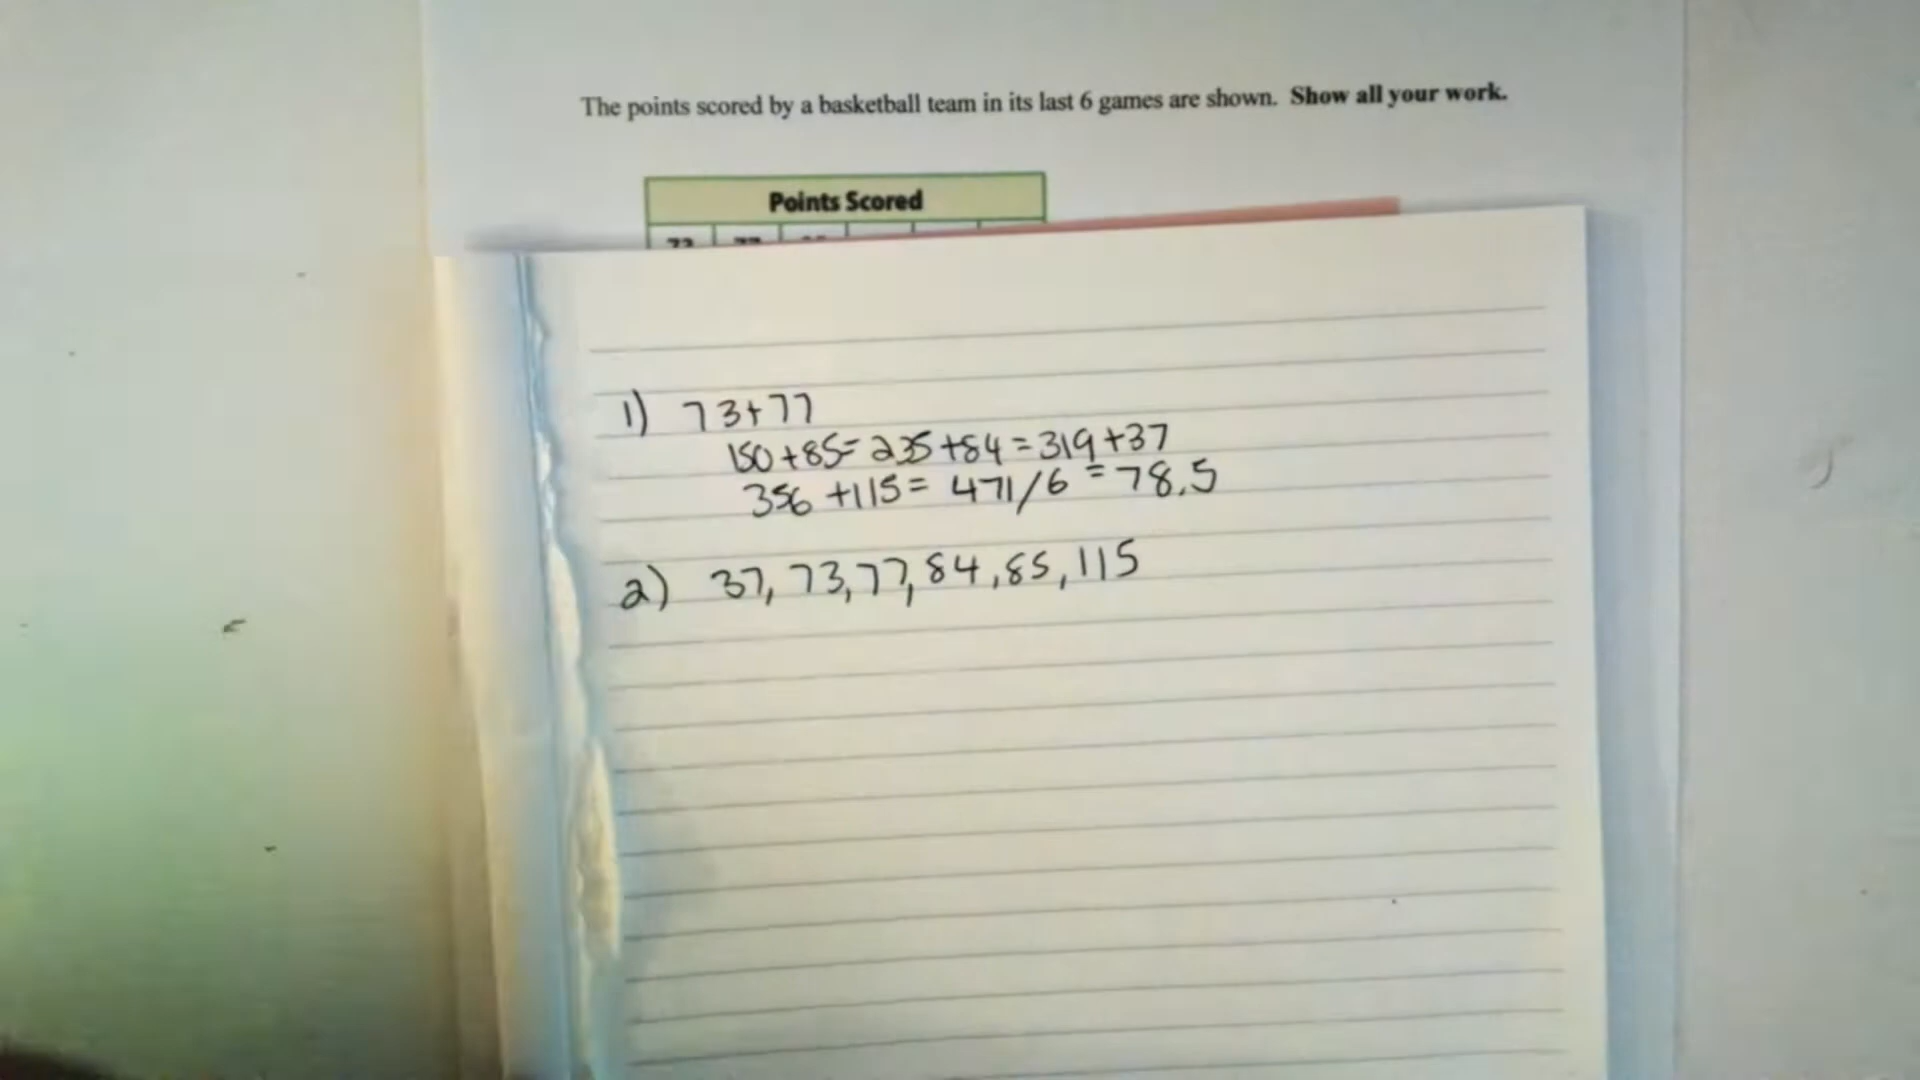 The points scored by a basketball team in its last 6 games are shown. Show all your work.
Points Scored
73 77
1) 73+77
150+85=235+84=319+37
356+115= 471/6 =78.5
2) 37, 73, 77, 84, 85, 115